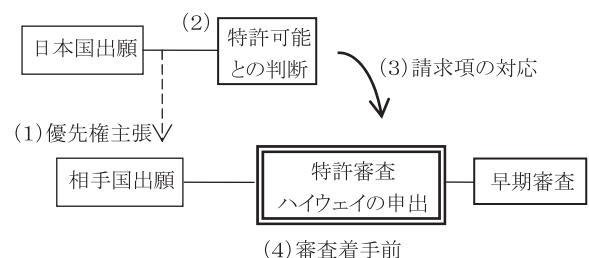 (2)
日本国出願
特許可能
との判断
(3)請求項の対応
(1)優先権主張
相手国出願
特許審査
ハイウェイの申出
早期審査
(4)審査着手前